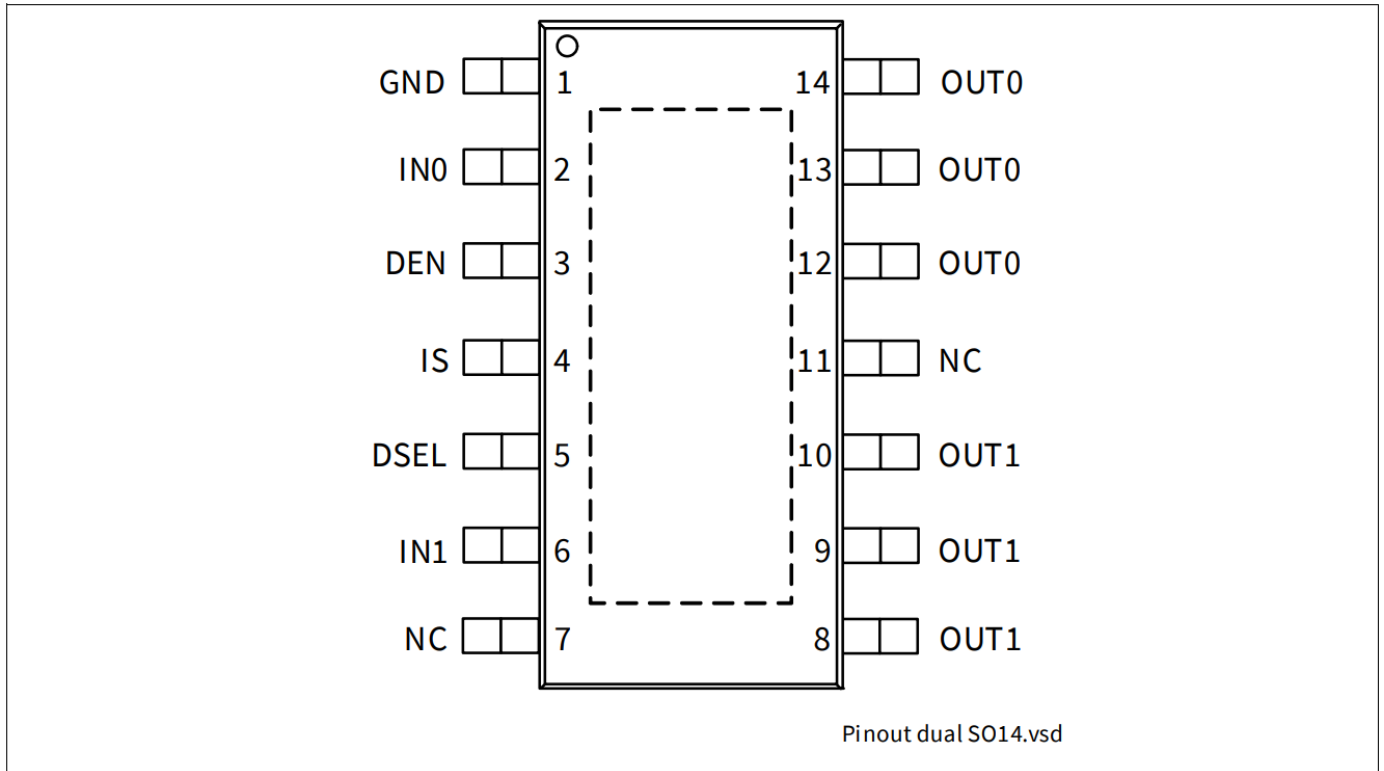 GND 1 14 OUT0
IN0 2 13 OUT0
DEN 3 12 OUT0
IS 4 11 NC
DSEL 5 10 OUT1
IN1 6 9 OUT1
NC 7 8 OUT1
Pinout dual SO14.vsd